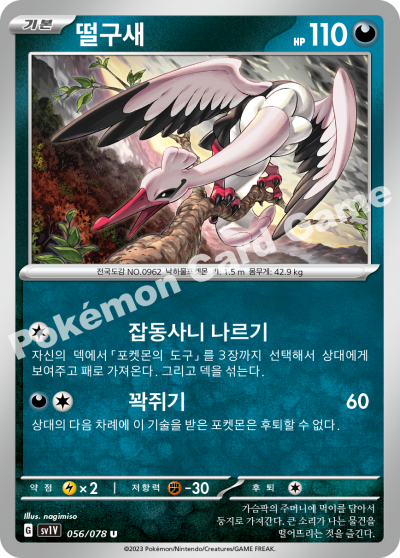 기본 떨구새 HP 110
전국도감 NO.0962 낙하물포켓몬 키: 1.5 m 몸무게: 42.9 kg
Pokémon Card Game
잡동사니 나르기
자신의 덱에서 「포켓몬의 도구」를 3장까지 선택해서 상대에게
보여주고 패로 가져온다. 그리고 덱을 섞는다.
꽉쥐기 60
상대의 다음 차례에 이 기술을 받은 포켓몬은 후퇴할 수 없다.
약점 ×2 저항력 -30 후퇴
Illus. nagimiso
G sv1V 056/078 U
가슴팍의 주머니에 먹이를 담아서
둥지로 가져간다. 큰 소리가 나는 물건을
떨어뜨리는 장난을 즐긴다.
©2023 Pokémon/Nintendo/Creatures/GAME FREAK.